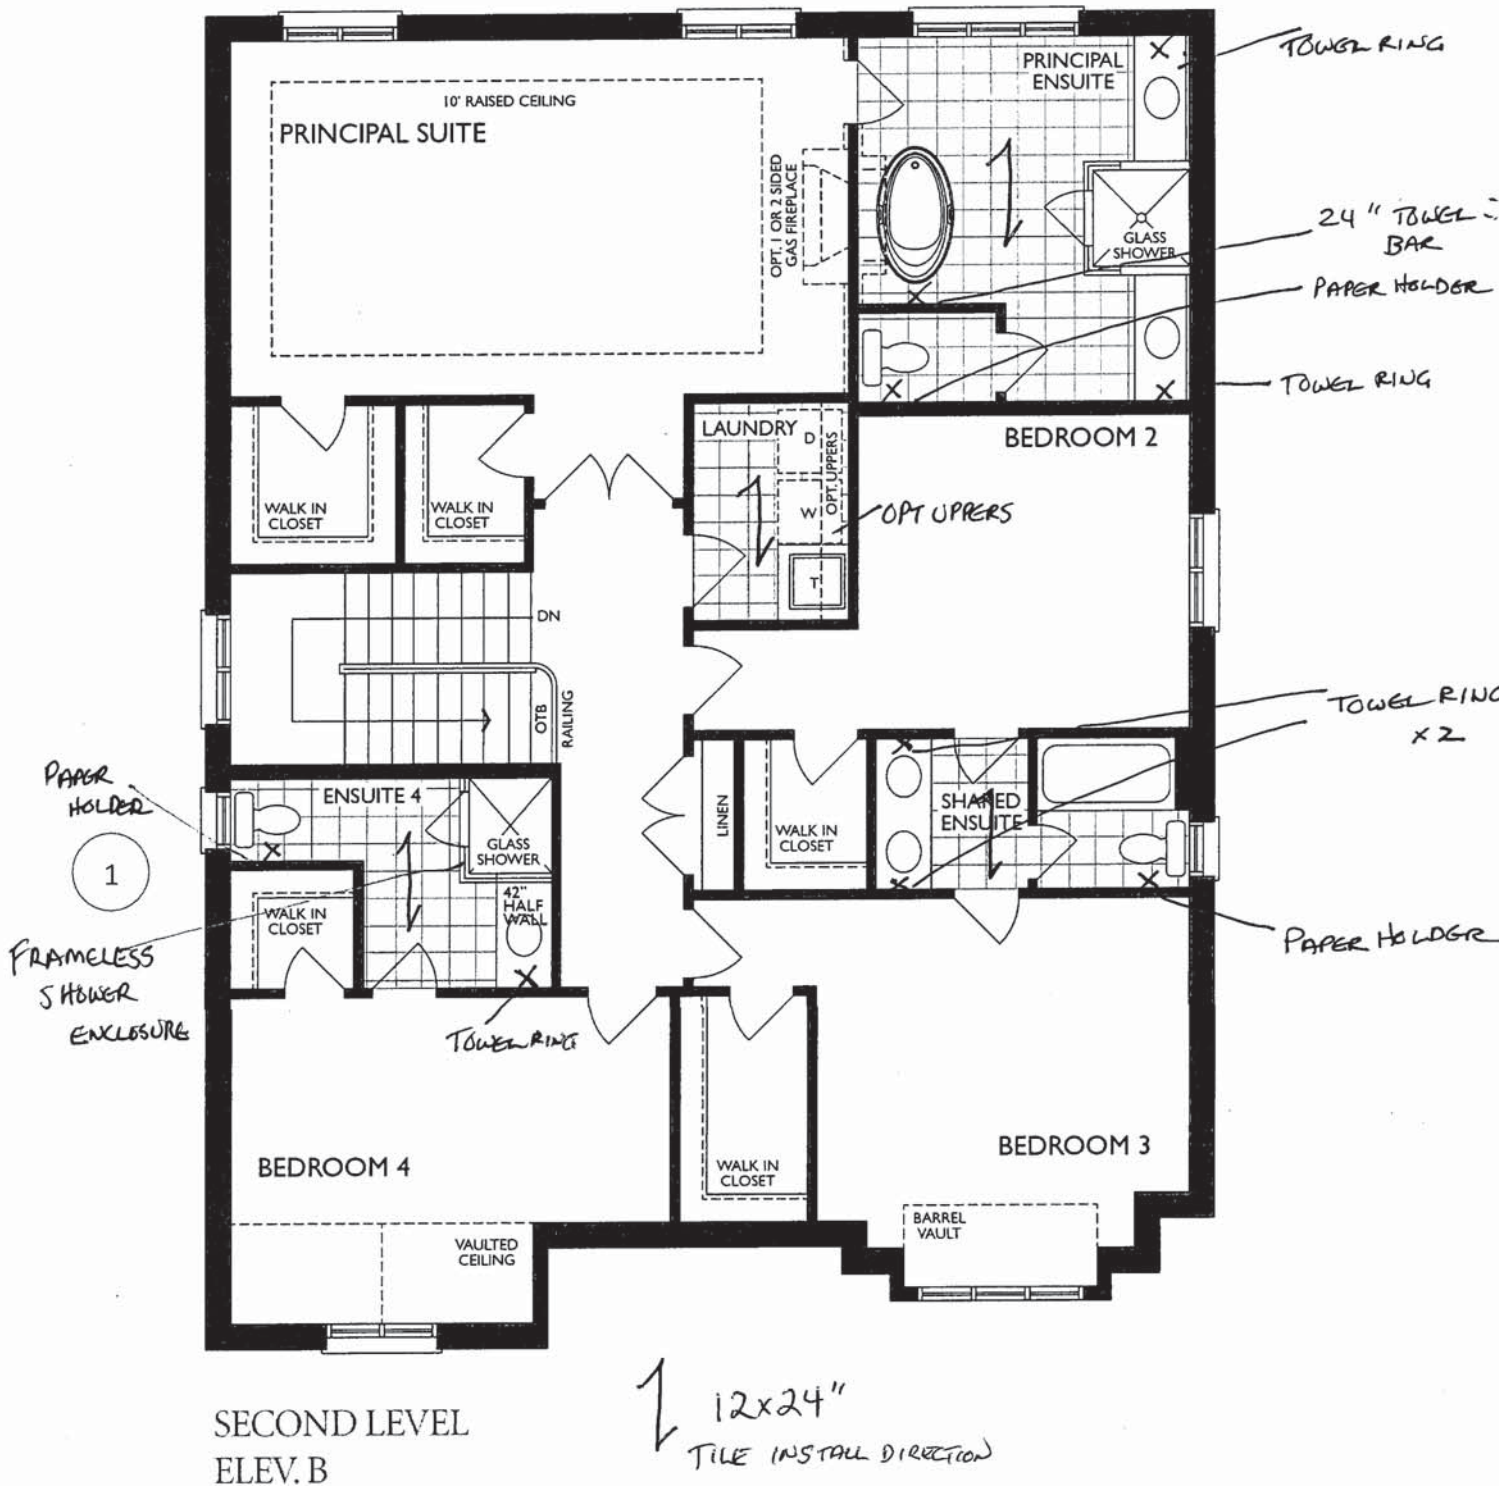 PRINCIPAL
ENSUITE
TOWEL RING
10' RAISED CEILING
PRINCIPAL SUITE
OPT. 1 OR 2 SIDED
GAS FIREPLACE
GLASS
SHOWER
24" TOWEL
BAR
PAPER HOLDER
TOWEL RING
LAUNDRY
D
W
T
OPT. UPPERS
OPT UPPERS
BEDROOM 2
WALK IN
CLOSET
WALK IN
CLOSET
DN
OTB
RAILING
TOWEL RING
x2
PAPER
HOLDER
1
ENSUITE 4
GLASS
SHOWER
42"
HALF
WALL
WALK IN
CLOSET
FRAMELESS
SHOWER
ENCLOSURE
TOWEL RING
LINEN
WALK IN
CLOSET
SHARED
ENSUITE
PAPER HOLDER
BEDROOM 4
WALK IN
CLOSET
BEDROOM 3
VAULTED
CEILING
BARREL
VAULT
SECOND LEVEL
ELEV. B
12x24"
TILE INSTALL DIRECTION